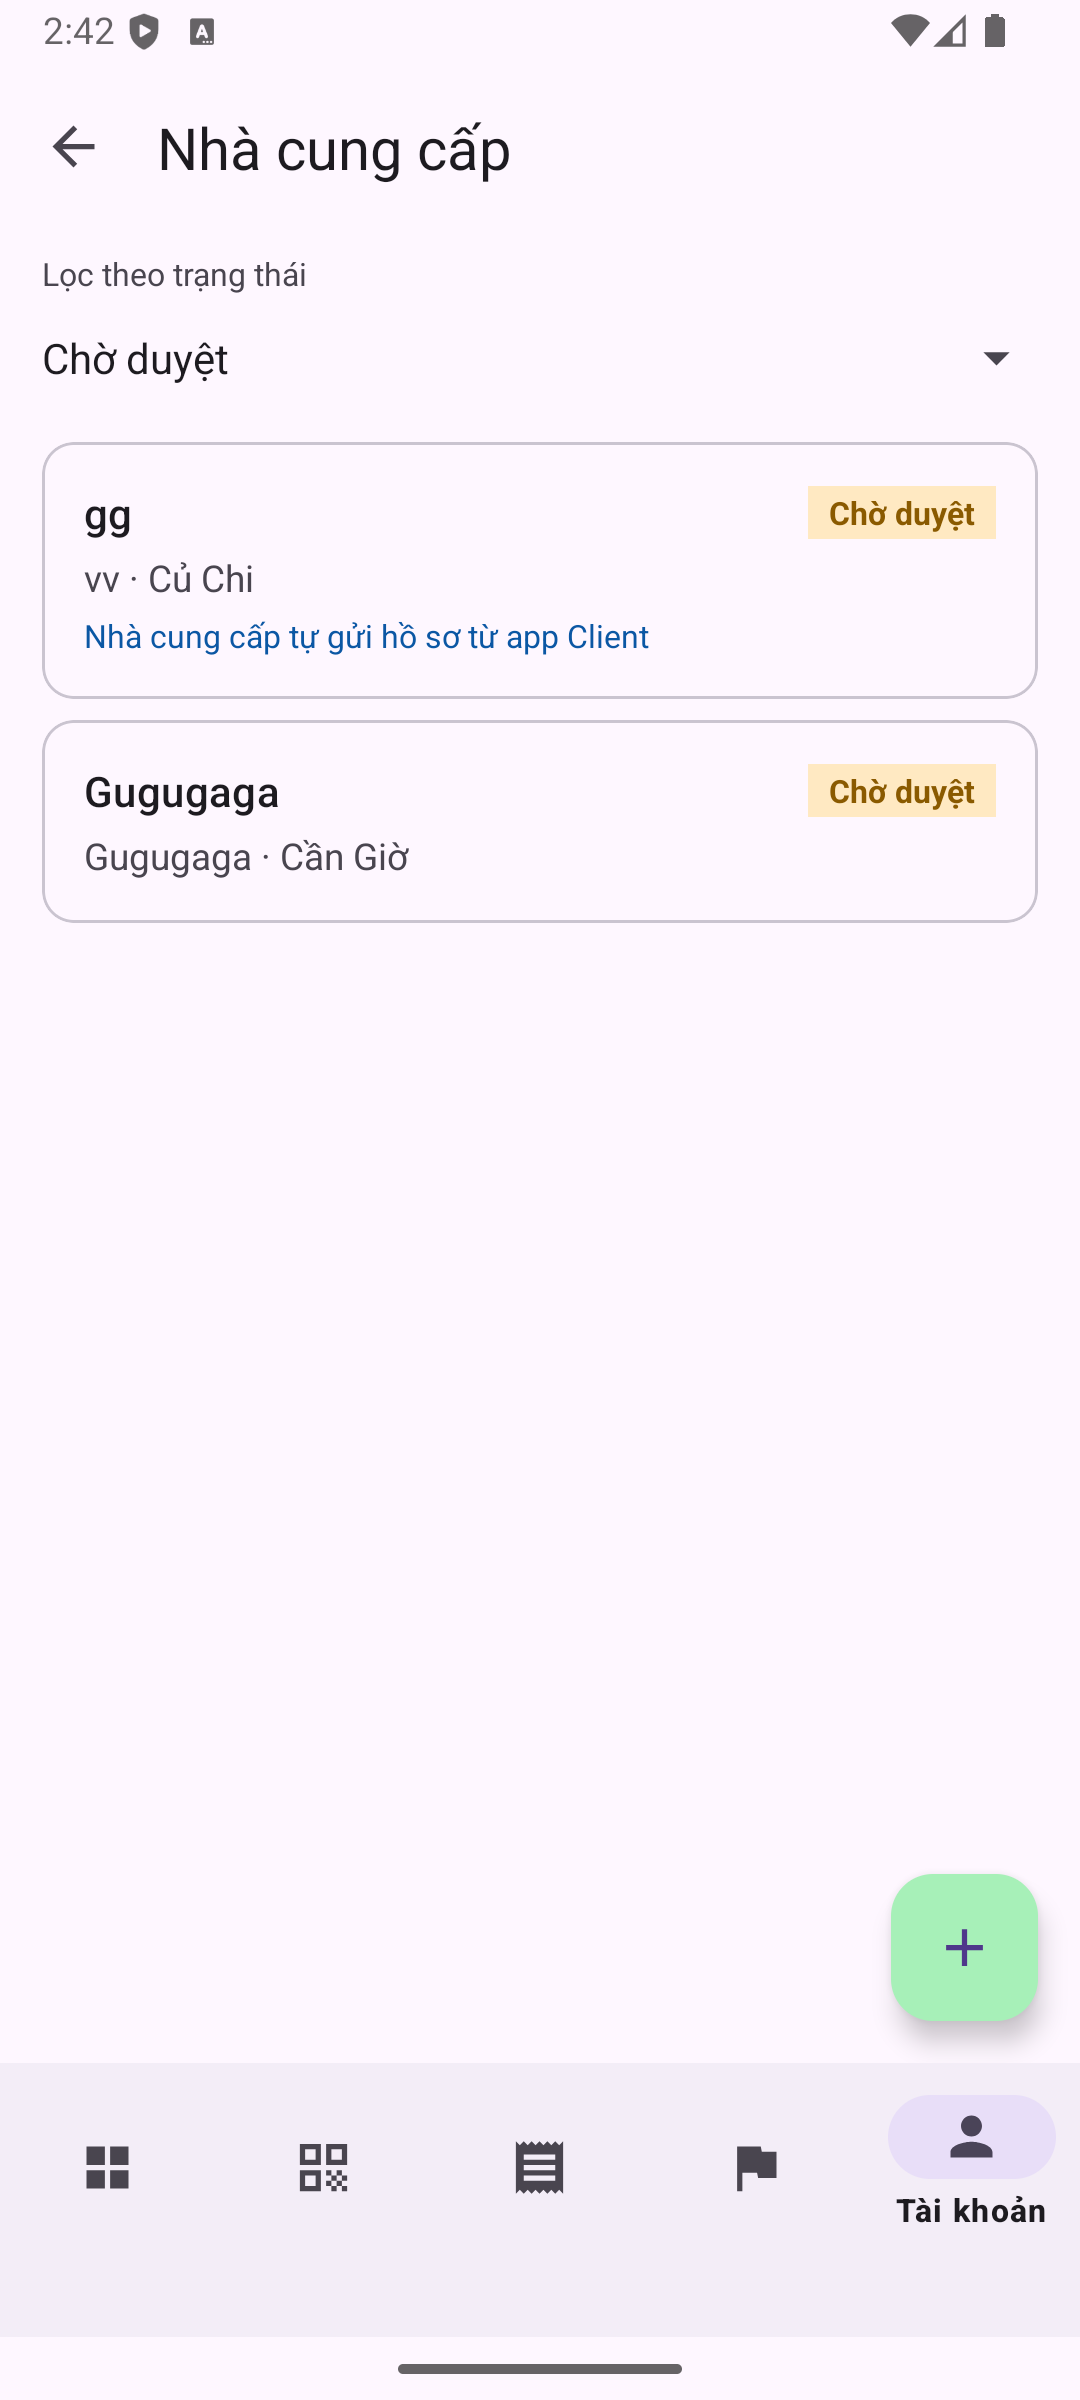 2:42
Nhà cung cấp
Lọc theo trạng thái
Chờ duyệt
gg
Chờ duyệt
vv · Củ Chi
Nhà cung cấp tự gửi hồ sơ từ app Client
Gugugaga
Chờ duyệt
Gugugaga · Cần Giờ
Tài khoản